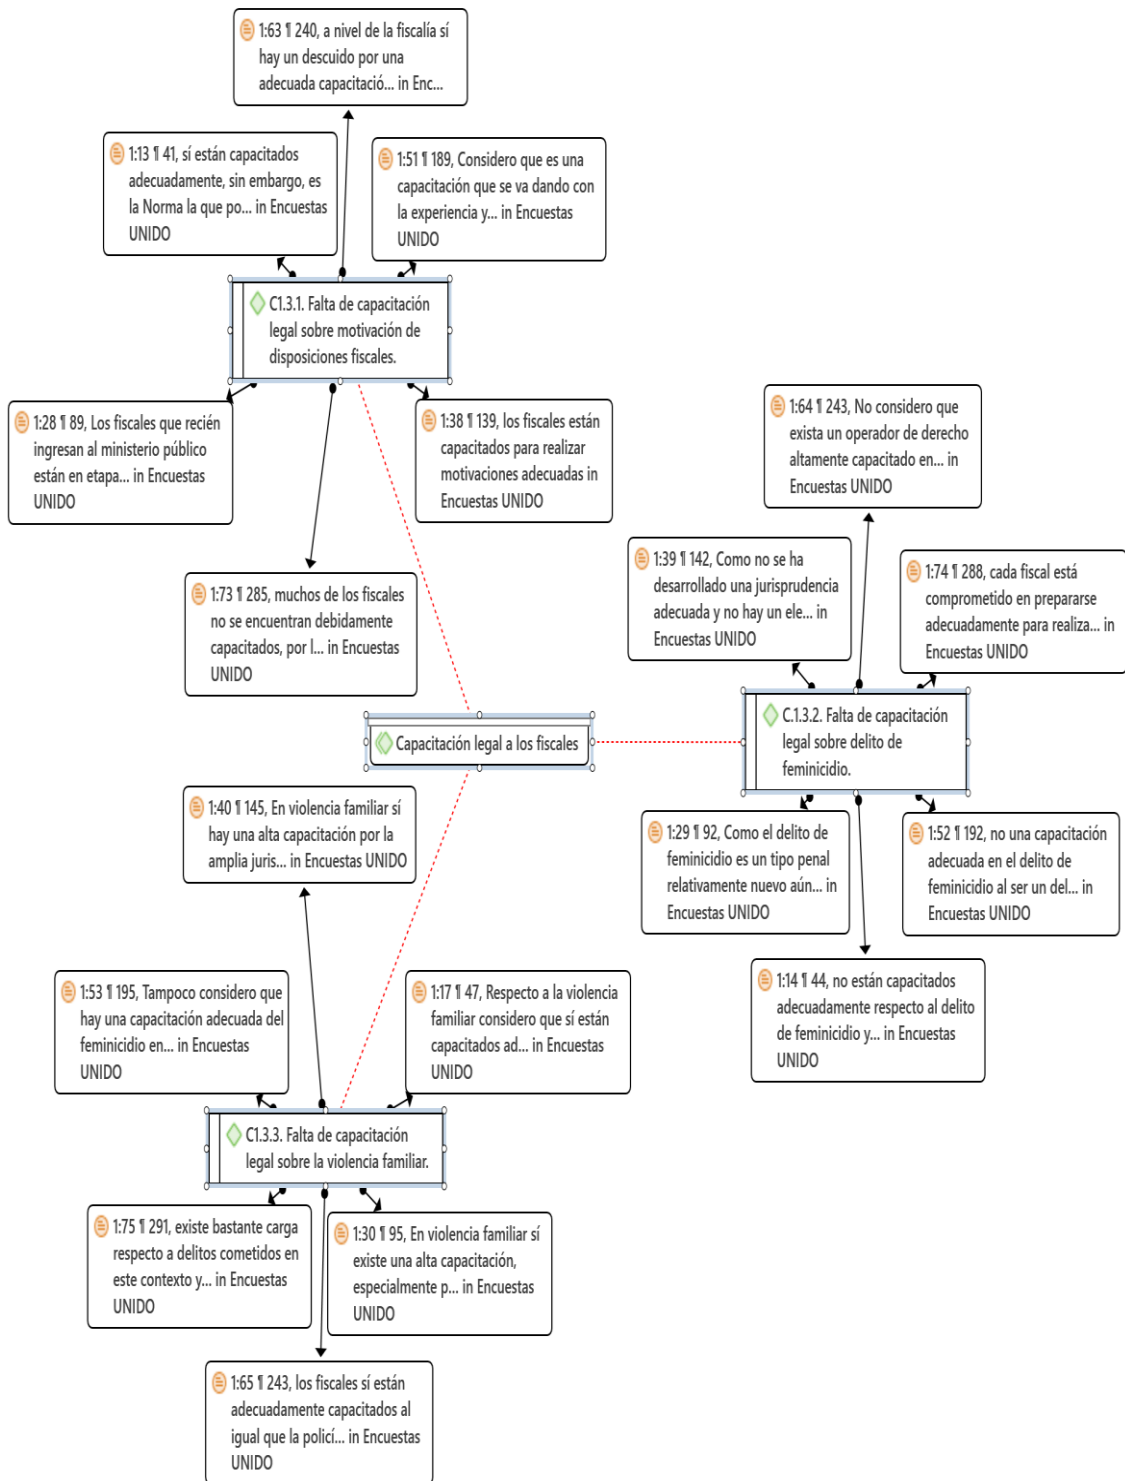 1:63 ¶ 240, a nivel de la fiscalía sí
hay un descuido por una
adecuada capacitació... in Enc...
1:13 ¶ 41, sí están capacitados
adecuadamente, sin embargo, es
la Norma la que po... in Encuestas
UNIDO
1:51 ¶ 189, Considero que es una
capacitación que se va dando con
la experiencia y... in Encuestas
UNIDO
C1.3.1. Falta de capacitación
legal sobre motivación de
disposiciones fiscales.
1:28 ¶ 89, Los fiscales que recién
ingresan al ministerio público
están en etapa... in Encuestas
UNIDO
1:38 ¶ 139, los fiscales están
capacitados para realizar
motivaciones adecuadas in
Encuestas UNIDO
1:73 ¶ 285, muchos de los fiscales
no se encuentran debidamente
capacitados, por l... in Encuestas
UNIDO
1:64 ¶ 243, No considero que
exista un operador de derecho
altamente capacitado en... in
Encuestas UNIDO
1:39 ¶ 142, Como no se ha
desarrollado una jurisprudencia
adecuada y no hay un ele... in
Encuestas UNIDO
1:74 ¶ 288, cada fiscal está
comprometido en prepararse
adecuadamente para realiza... in
Encuestas UNIDO
Capacitación legal a los fiscales
C.1.3.2. Falta de capacitación
legal sobre delito de
feminicidio.
1:29 ¶ 92, Como el delito de
feminicidio es un tipo penal
relativamente nuevo aún... in
Encuestas UNIDO
1:52 ¶ 192, no una capacitación
adecuada en el delito de
feminicidio al ser un del... in
Encuestas UNIDO
1:14 ¶ 44, no están capacitados
adecuadamente respecto al delito
de feminicidio y... in Encuestas
UNIDO
1:40 ¶ 145, En violencia familiar sí
hay una alta capacitación por la
amplia juris... in Encuestas UNIDO
1:53 ¶ 195, Tampoco considero que
hay una capacitación adecuada del
feminicidio en... in Encuestas
UNIDO
1:17 ¶ 47, Respecto a la violencia
familiar considero que sí están
capacitados ad... in Encuestas
UNIDO
C1.3.3. Falta de capacitación
legal sobre la violencia familiar.
1:75 ¶ 291, existe bastante carga
respecto a delitos cometidos en
este contexto y... in Encuestas
UNIDO
1:30 ¶ 95, En violencia familiar sí
existe una alta capacitación,
especialmente p... in Encuestas
UNIDO
1:65 ¶ 243, los fiscales sí están
adecuadamente capacitados al
igual que la policí... in Encuestas
UNIDO